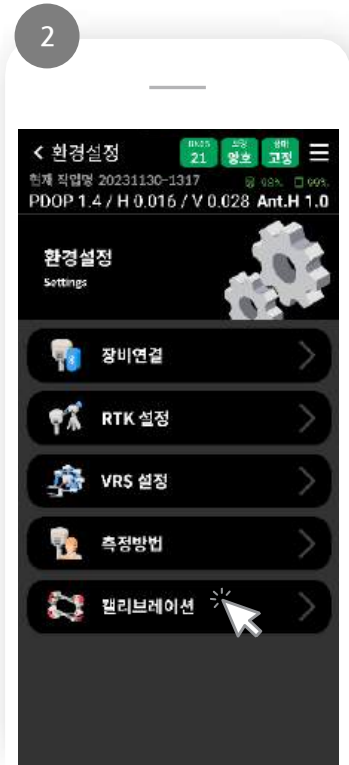 2
환경설정
21 양호 고정
현재 작업명 20231130-1317 98% 99%
PDOP 1.4 / H 0.016 / V 0.028 Ant.H 1.0
환경설정
Settings
장비연결
RTK 설정
VRS 설정
측정방법
캘리브레이션